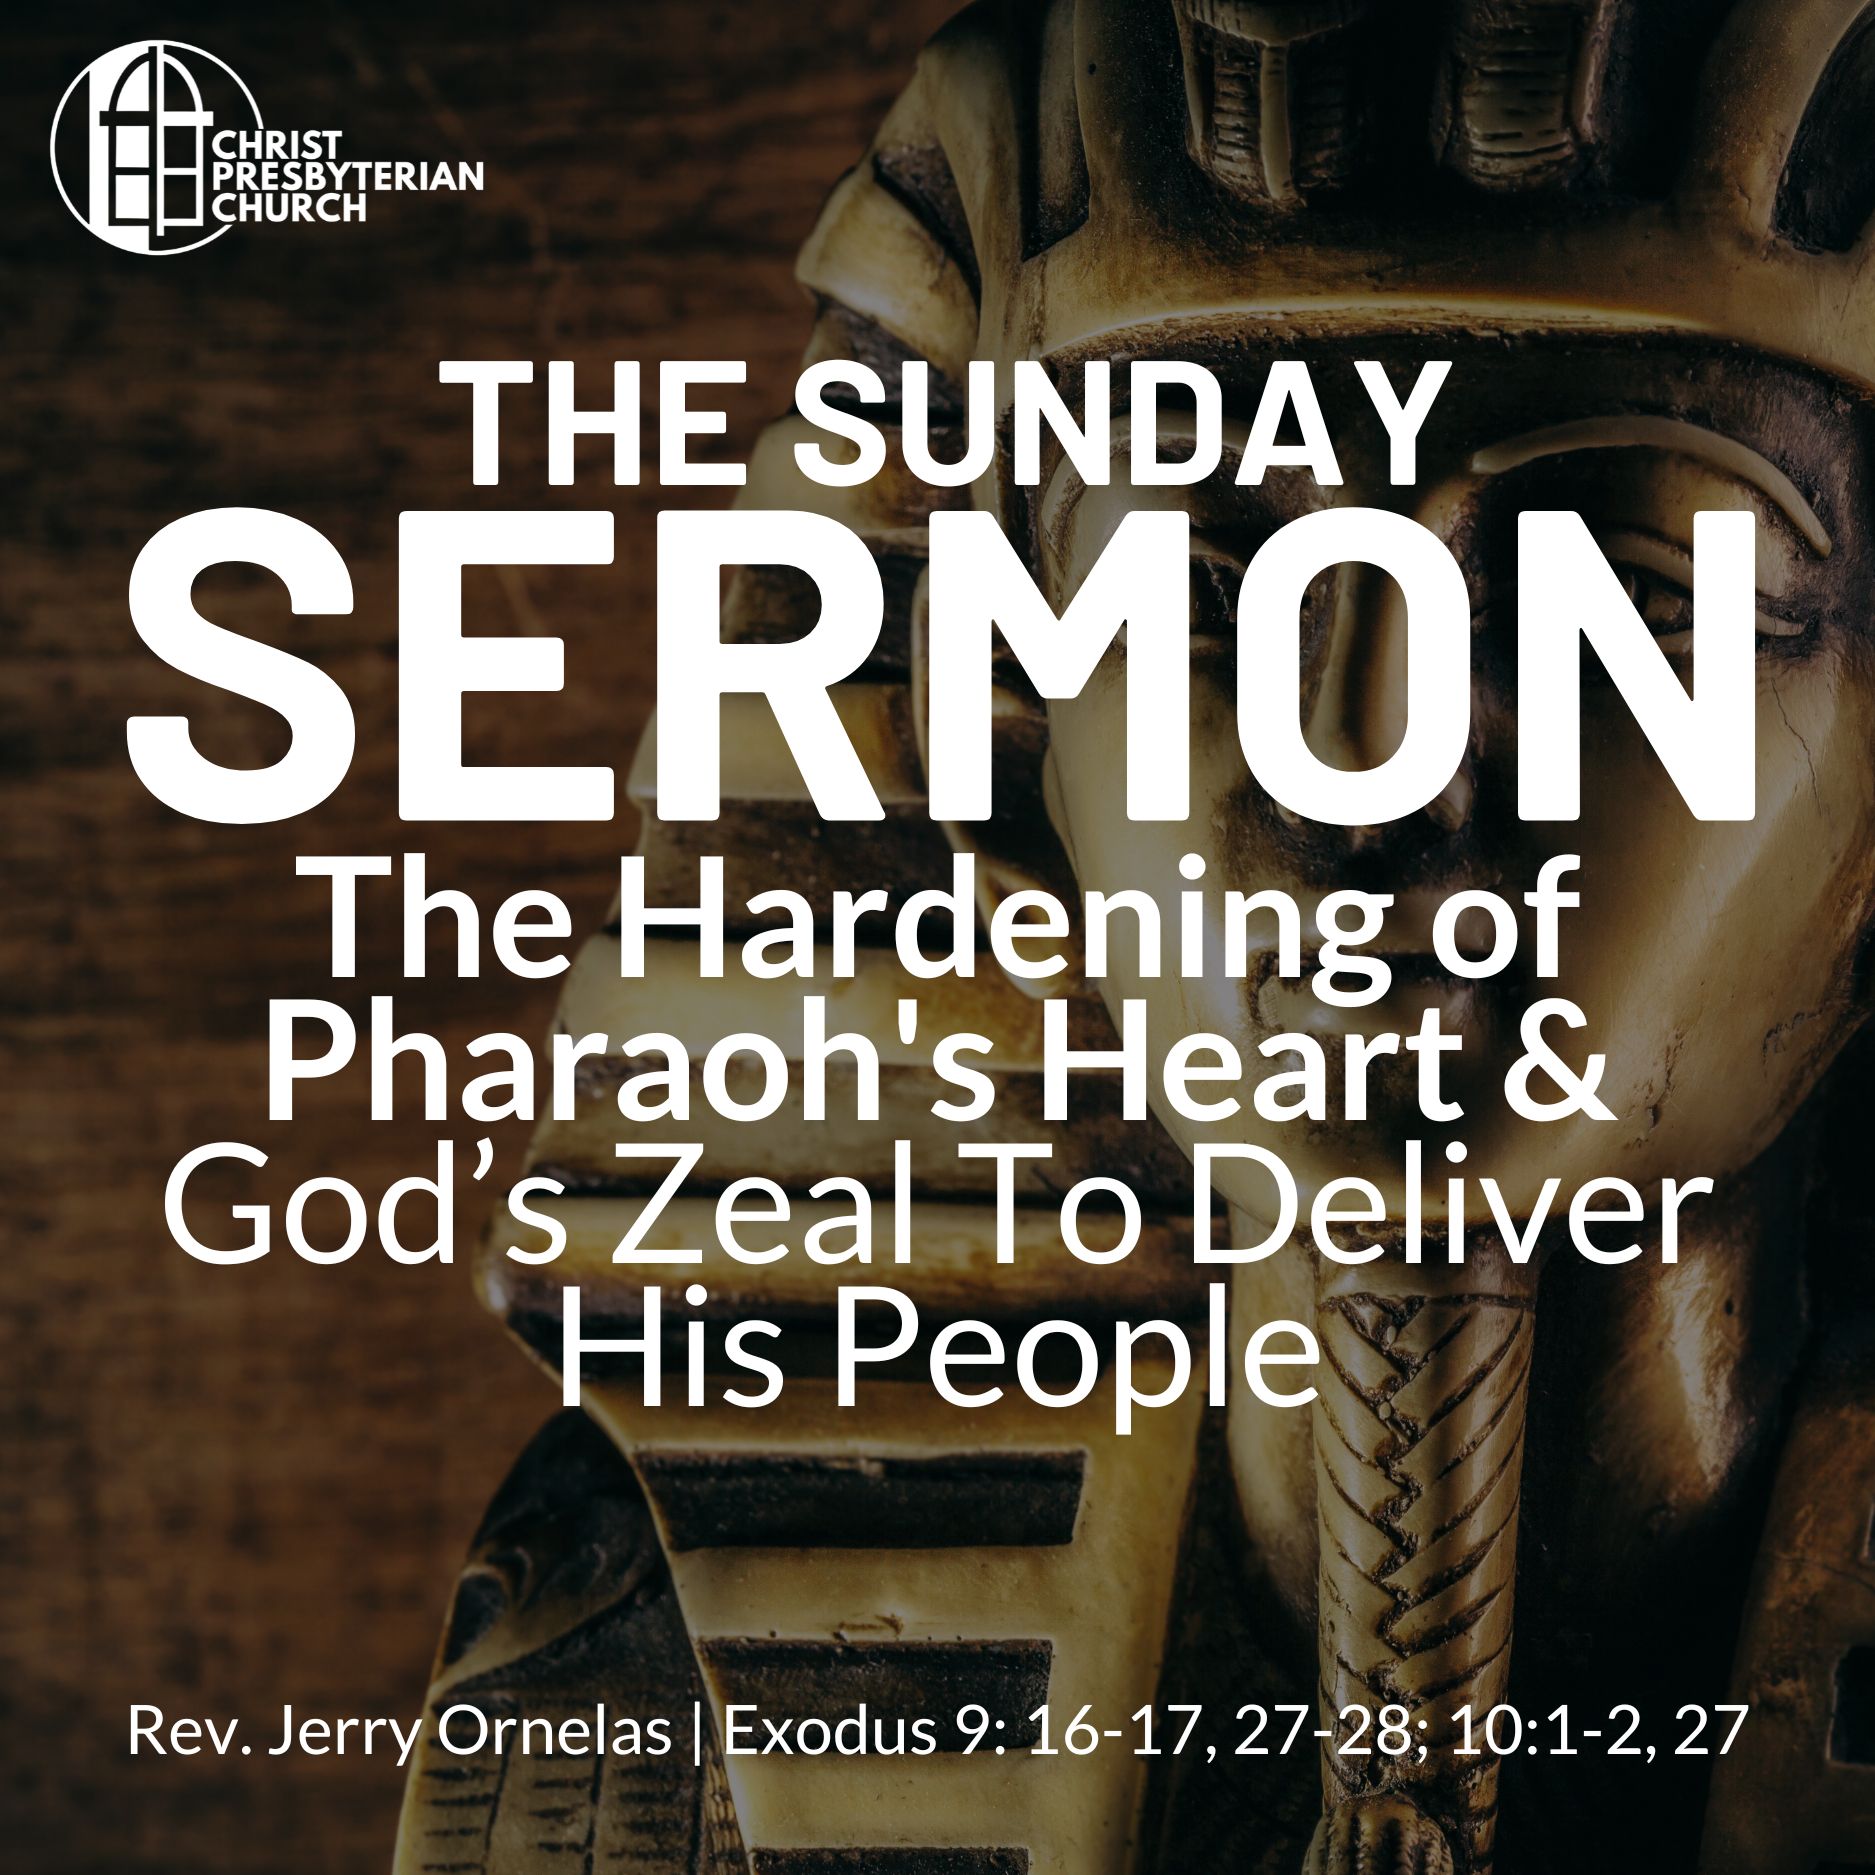 CHRIST
PRESBYTERIAN
CHURCH
THE SUNDAY
SERMON
The Hardening of
Pharaoh's Heart &
God’s Zeal To Deliver
His People
Rev. Jerry Ornelas | Exodus 9: 16-17, 27-28; 10:1-2, 27